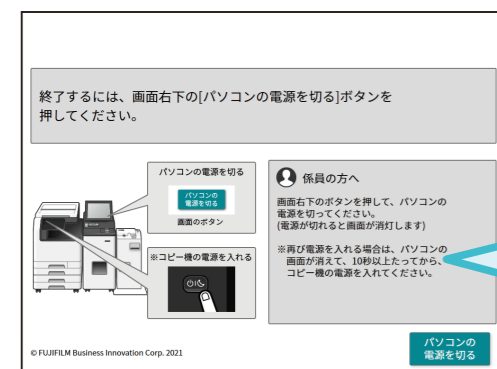 終了するには、画面右下の[パソコンの電源を切る]ボタンを
押してください。
パソコンの電源を切る
パソコンの
電源を切る
画面のボタン
※コピー機の電源を入れる
係員の方へ
画面右下のボタンを押して、パソコンの
電源を切ってください。
(電源が切れると画面が消灯します)
※再び電源を入れる場合は、パソコンの
画面が消えて、10秒以上たってから、
コピー機の電源を入れてください。
© FUJIFILM Business Innovation Corp. 2021
パソコンの
電源を切る